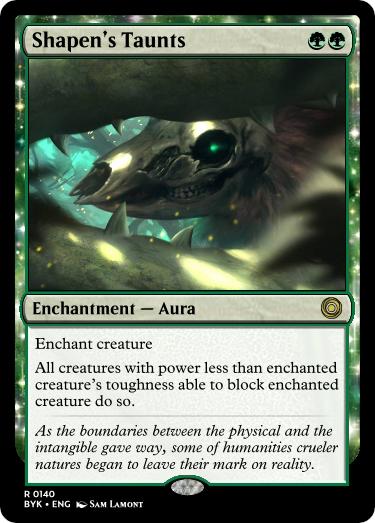 Shapen's Taunts
Enchantment — Aura
Enchant creature
All creatures with power less than enchanted
creature's toughness able to block enchanted
creature do so.
As the boundaries between the physical and the
intangible gave way, some of humanities crueler
natures began to leave their mark on reality.
R 0140
BYK • ENG Sam Lamont